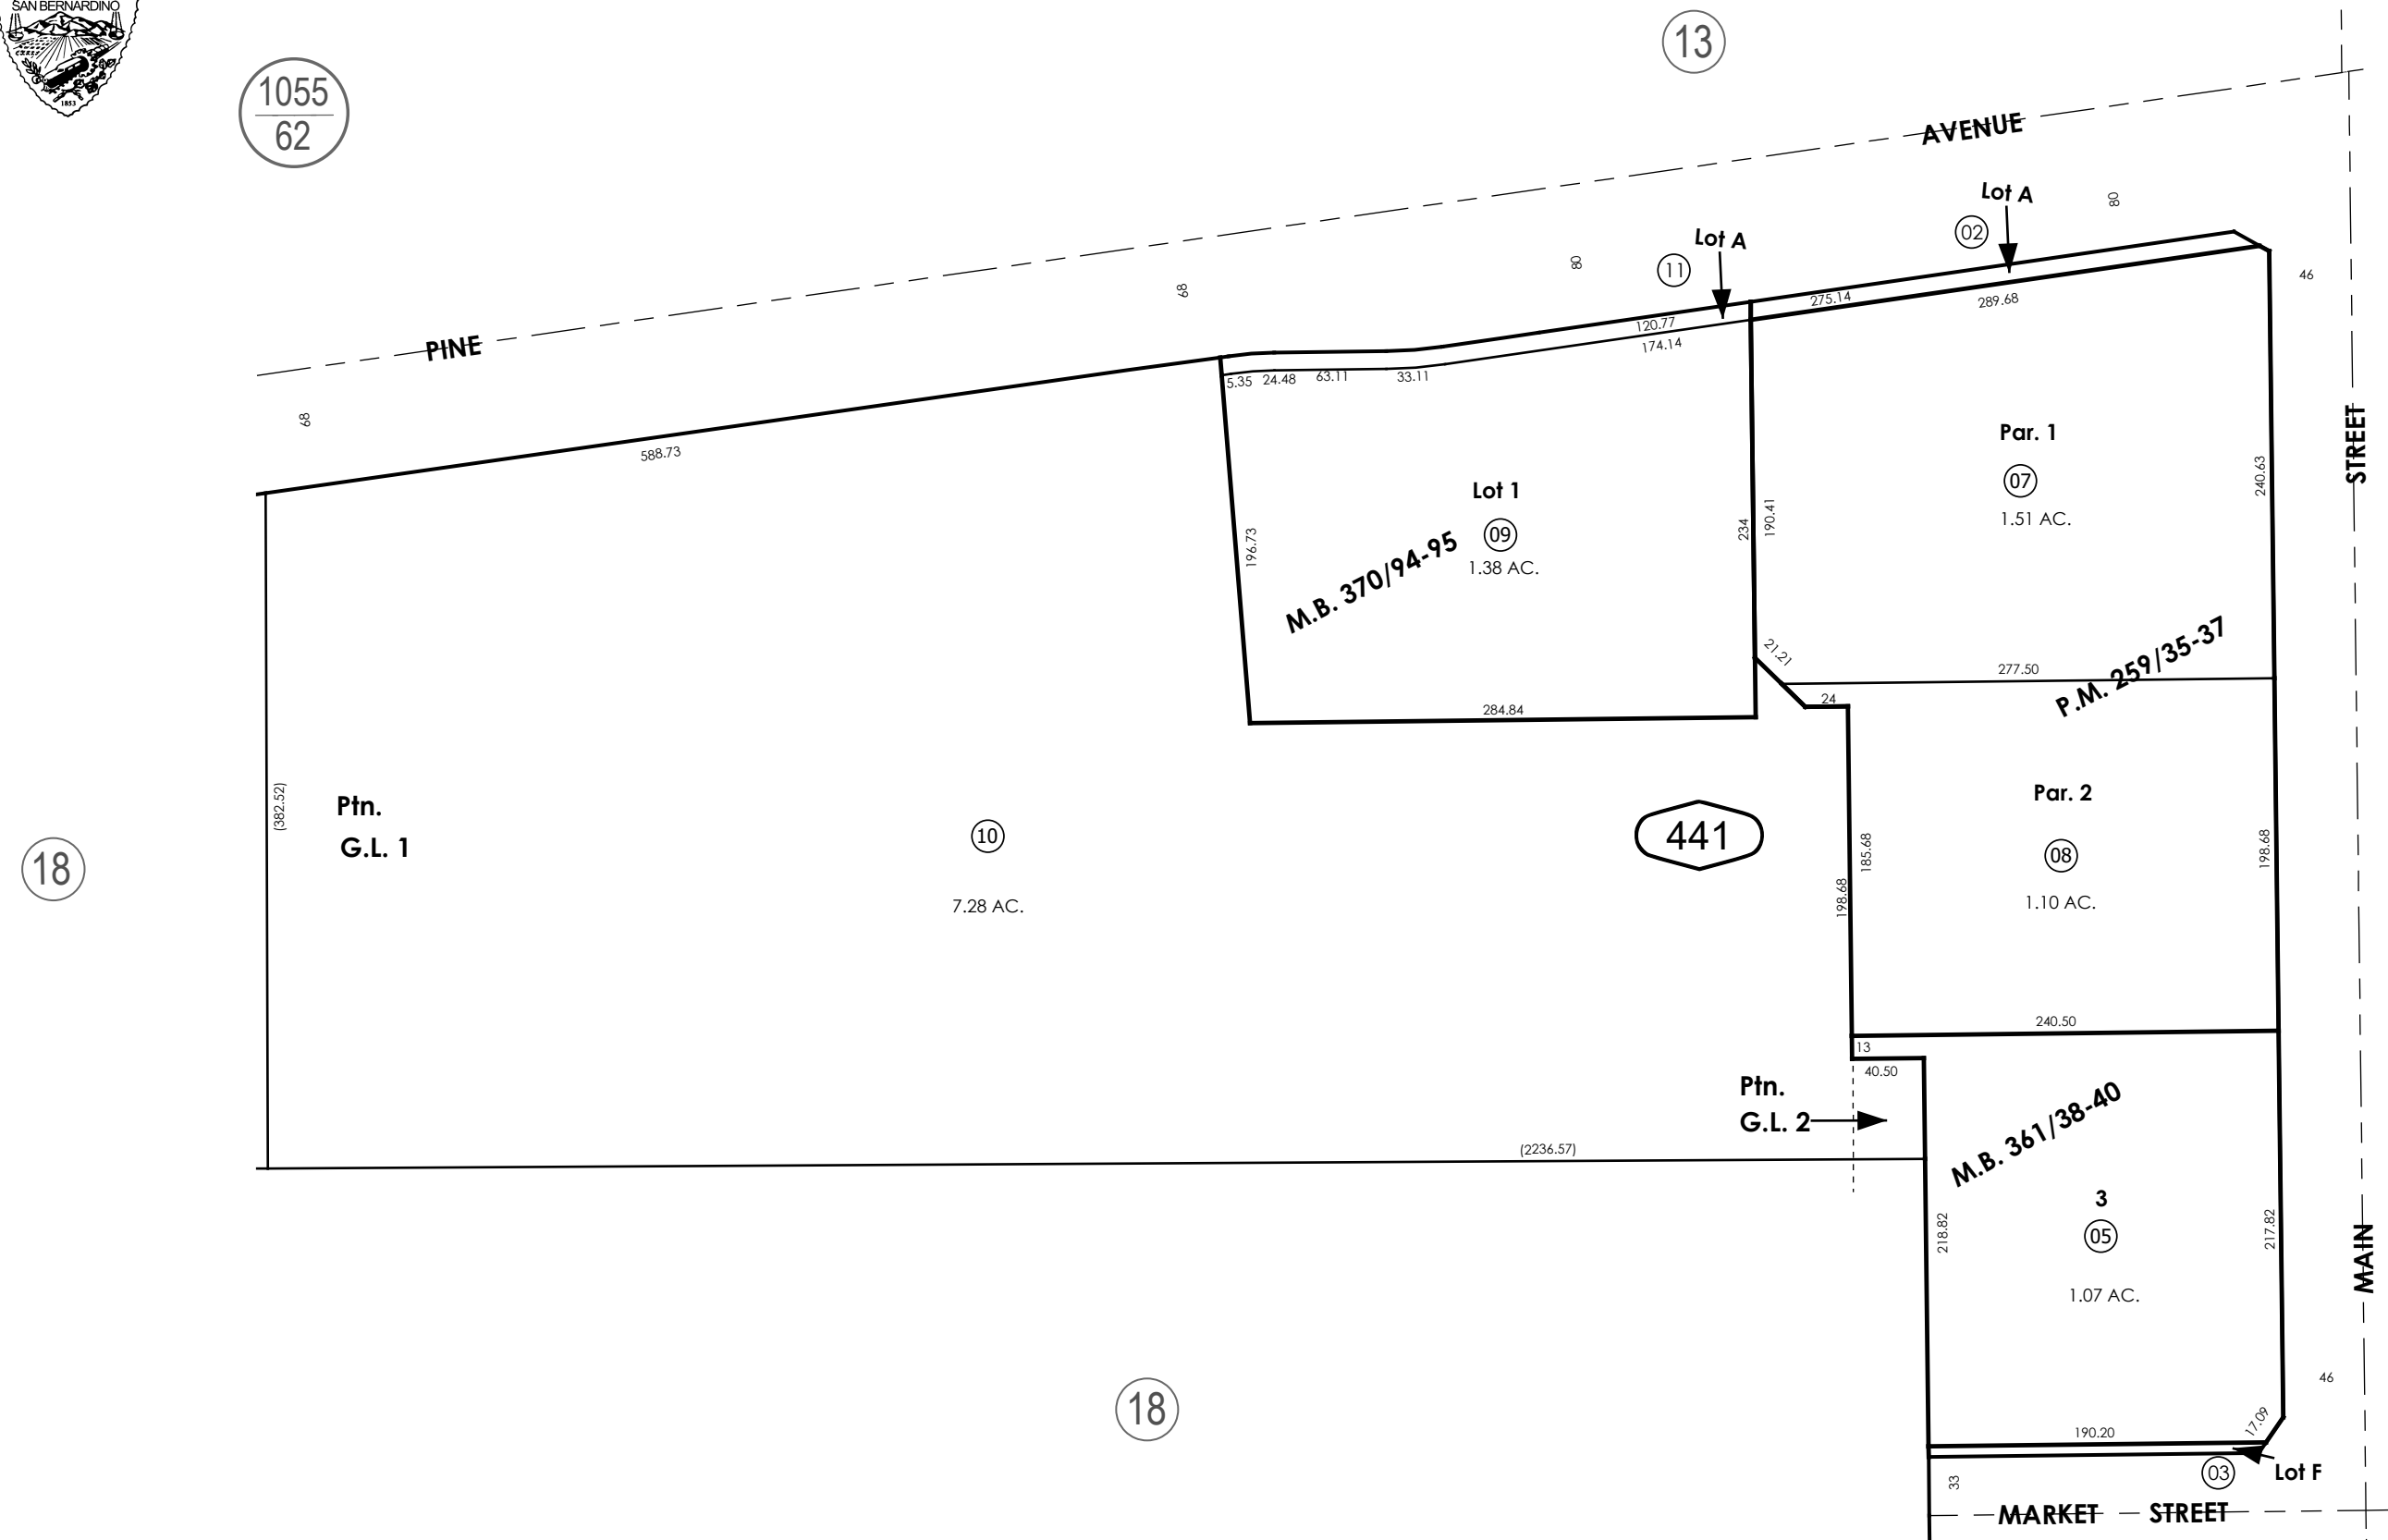 SAN BERNARDINO
1853
1055
62
13
AVENUE
Lot A
80
02
Lot A
11
80
68
46
275.14
289.68
120.77
174.14
PINE
5.35
24.48
63.11
33.11
68
588.73
Par. 1
07
1.51 AC.
240.63
STREET
Lot 1
09
1.38 AC.
M.B. 370/94-95
196.73
234
190.41
21.21
277.50
P.M. 259/35-37
24
284.84
Ptn.
G.L. 1
(382.52)
10
7.28 AC.
441
Par. 2
08
1.10 AC.
185.68
198.68
198.68
18
240.50
13
40.50
Ptn.
G.L. 2
M.B. 361/38-40
(2236.57)
3
05
1.07 AC.
218.82
217.82
MAIN
46
18
190.20
17.09
03
Lot F
33
MARKET STREET